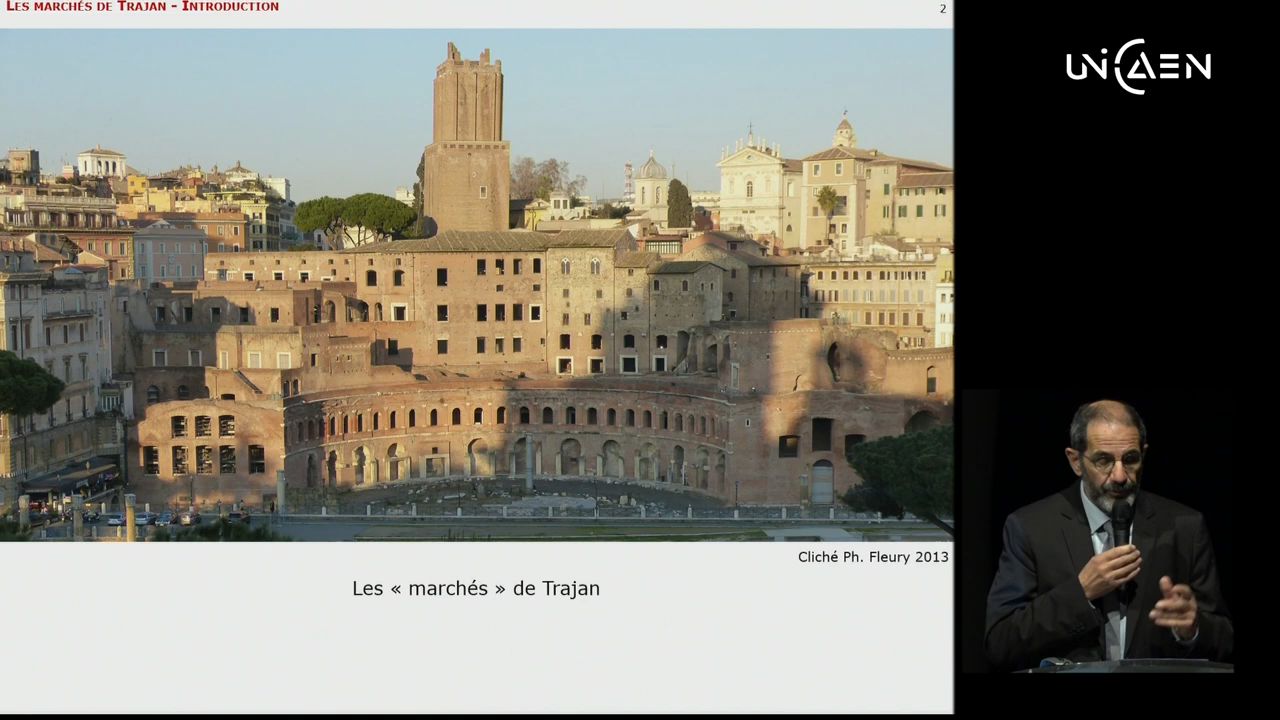 Les marchés de Trajan - Introduction
2
UNICAEN
Cliché Ph. Fleury 2013
Les « marchés » de Trajan